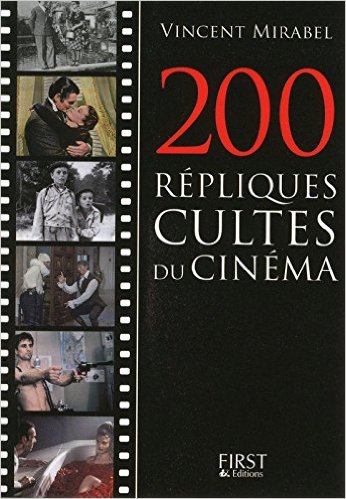 VINCENT MIRABEL
200
RÉPLIQUES
CULTES
DU CINÉMA
FIRST
& Editions